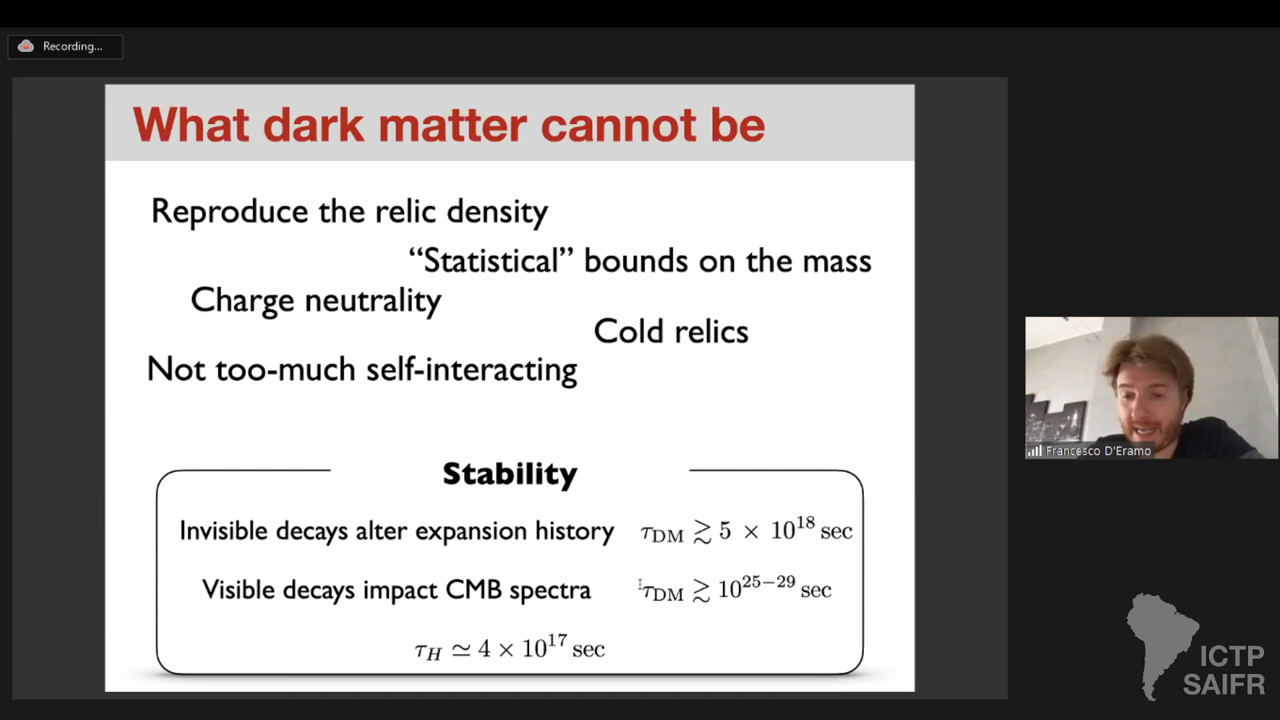 Recording...
What dark matter cannot be
Reproduce the relic density
“Statistical” bounds on the mass
Charge neutrality
Cold relics
Not too-much self-interacting
Stability
Invisible decays alter expansion history τ_DM ≳ 5 × 10^18 sec
Visible decays impact CMB spectra τ_DM ≳ 10^25−29 sec
τ_H ≃ 4 × 10^17 sec
Francesco D'Eramo
ICTP
SAIFR